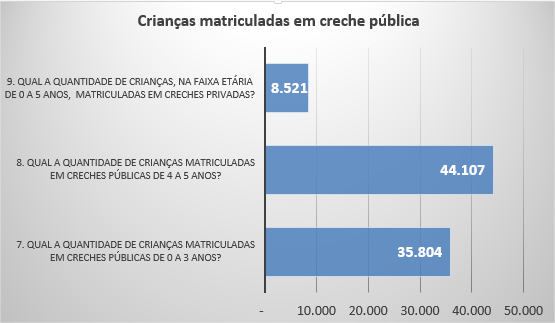 Crianças matriculadas em creche pública
9. QUAL A QUANTIDADE DE CRIANÇAS, NA FAIXA ETÁRIA
DE 0 A 5 ANOS, MATRICULADAS EM CRECHES PRIVADAS?
8.521
8. QUAL A QUANTIDADE DE CRIANÇAS MATRICULADAS
EM CRECHES PÚBLICAS DE 4 A 5 ANOS?
44.107
7. QUAL A QUANTIDADE DE CRIANÇAS MATRICULADAS
EM CRECHES PÚBLICAS DE 0 A 3 ANOS?
35.804
- 10.000 20.000 30.000 40.000 50.000